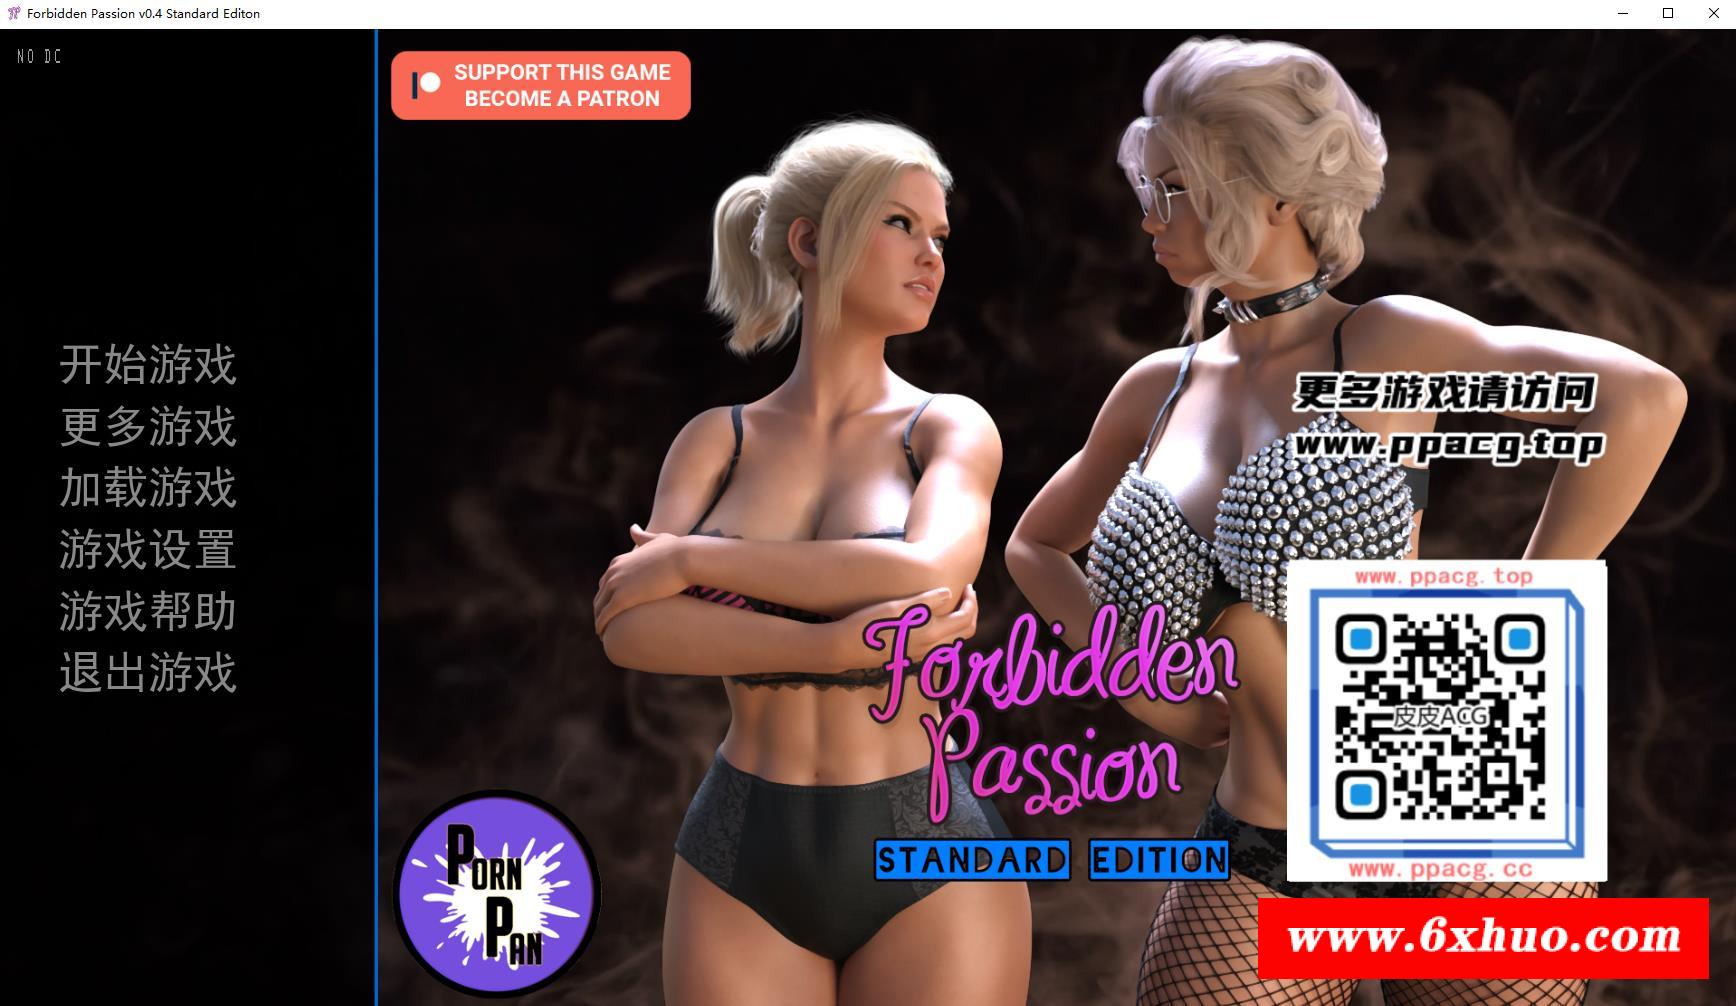 Forbidden Passion v0.4 Standard Editon
NO DC
SUPPORT THIS GAME
BECOME A PATRON
开始游戏
更多游戏
加载游戏
游戏设置
游戏帮助
退出游戏
更多游戏请访问
www.ppacg.top
www.ppacg.top
皮皮ACG
www.ppacg.cc
Forbidden
Passion
STANDARD EDITION
PORN
PAN
www.6xhuo.com